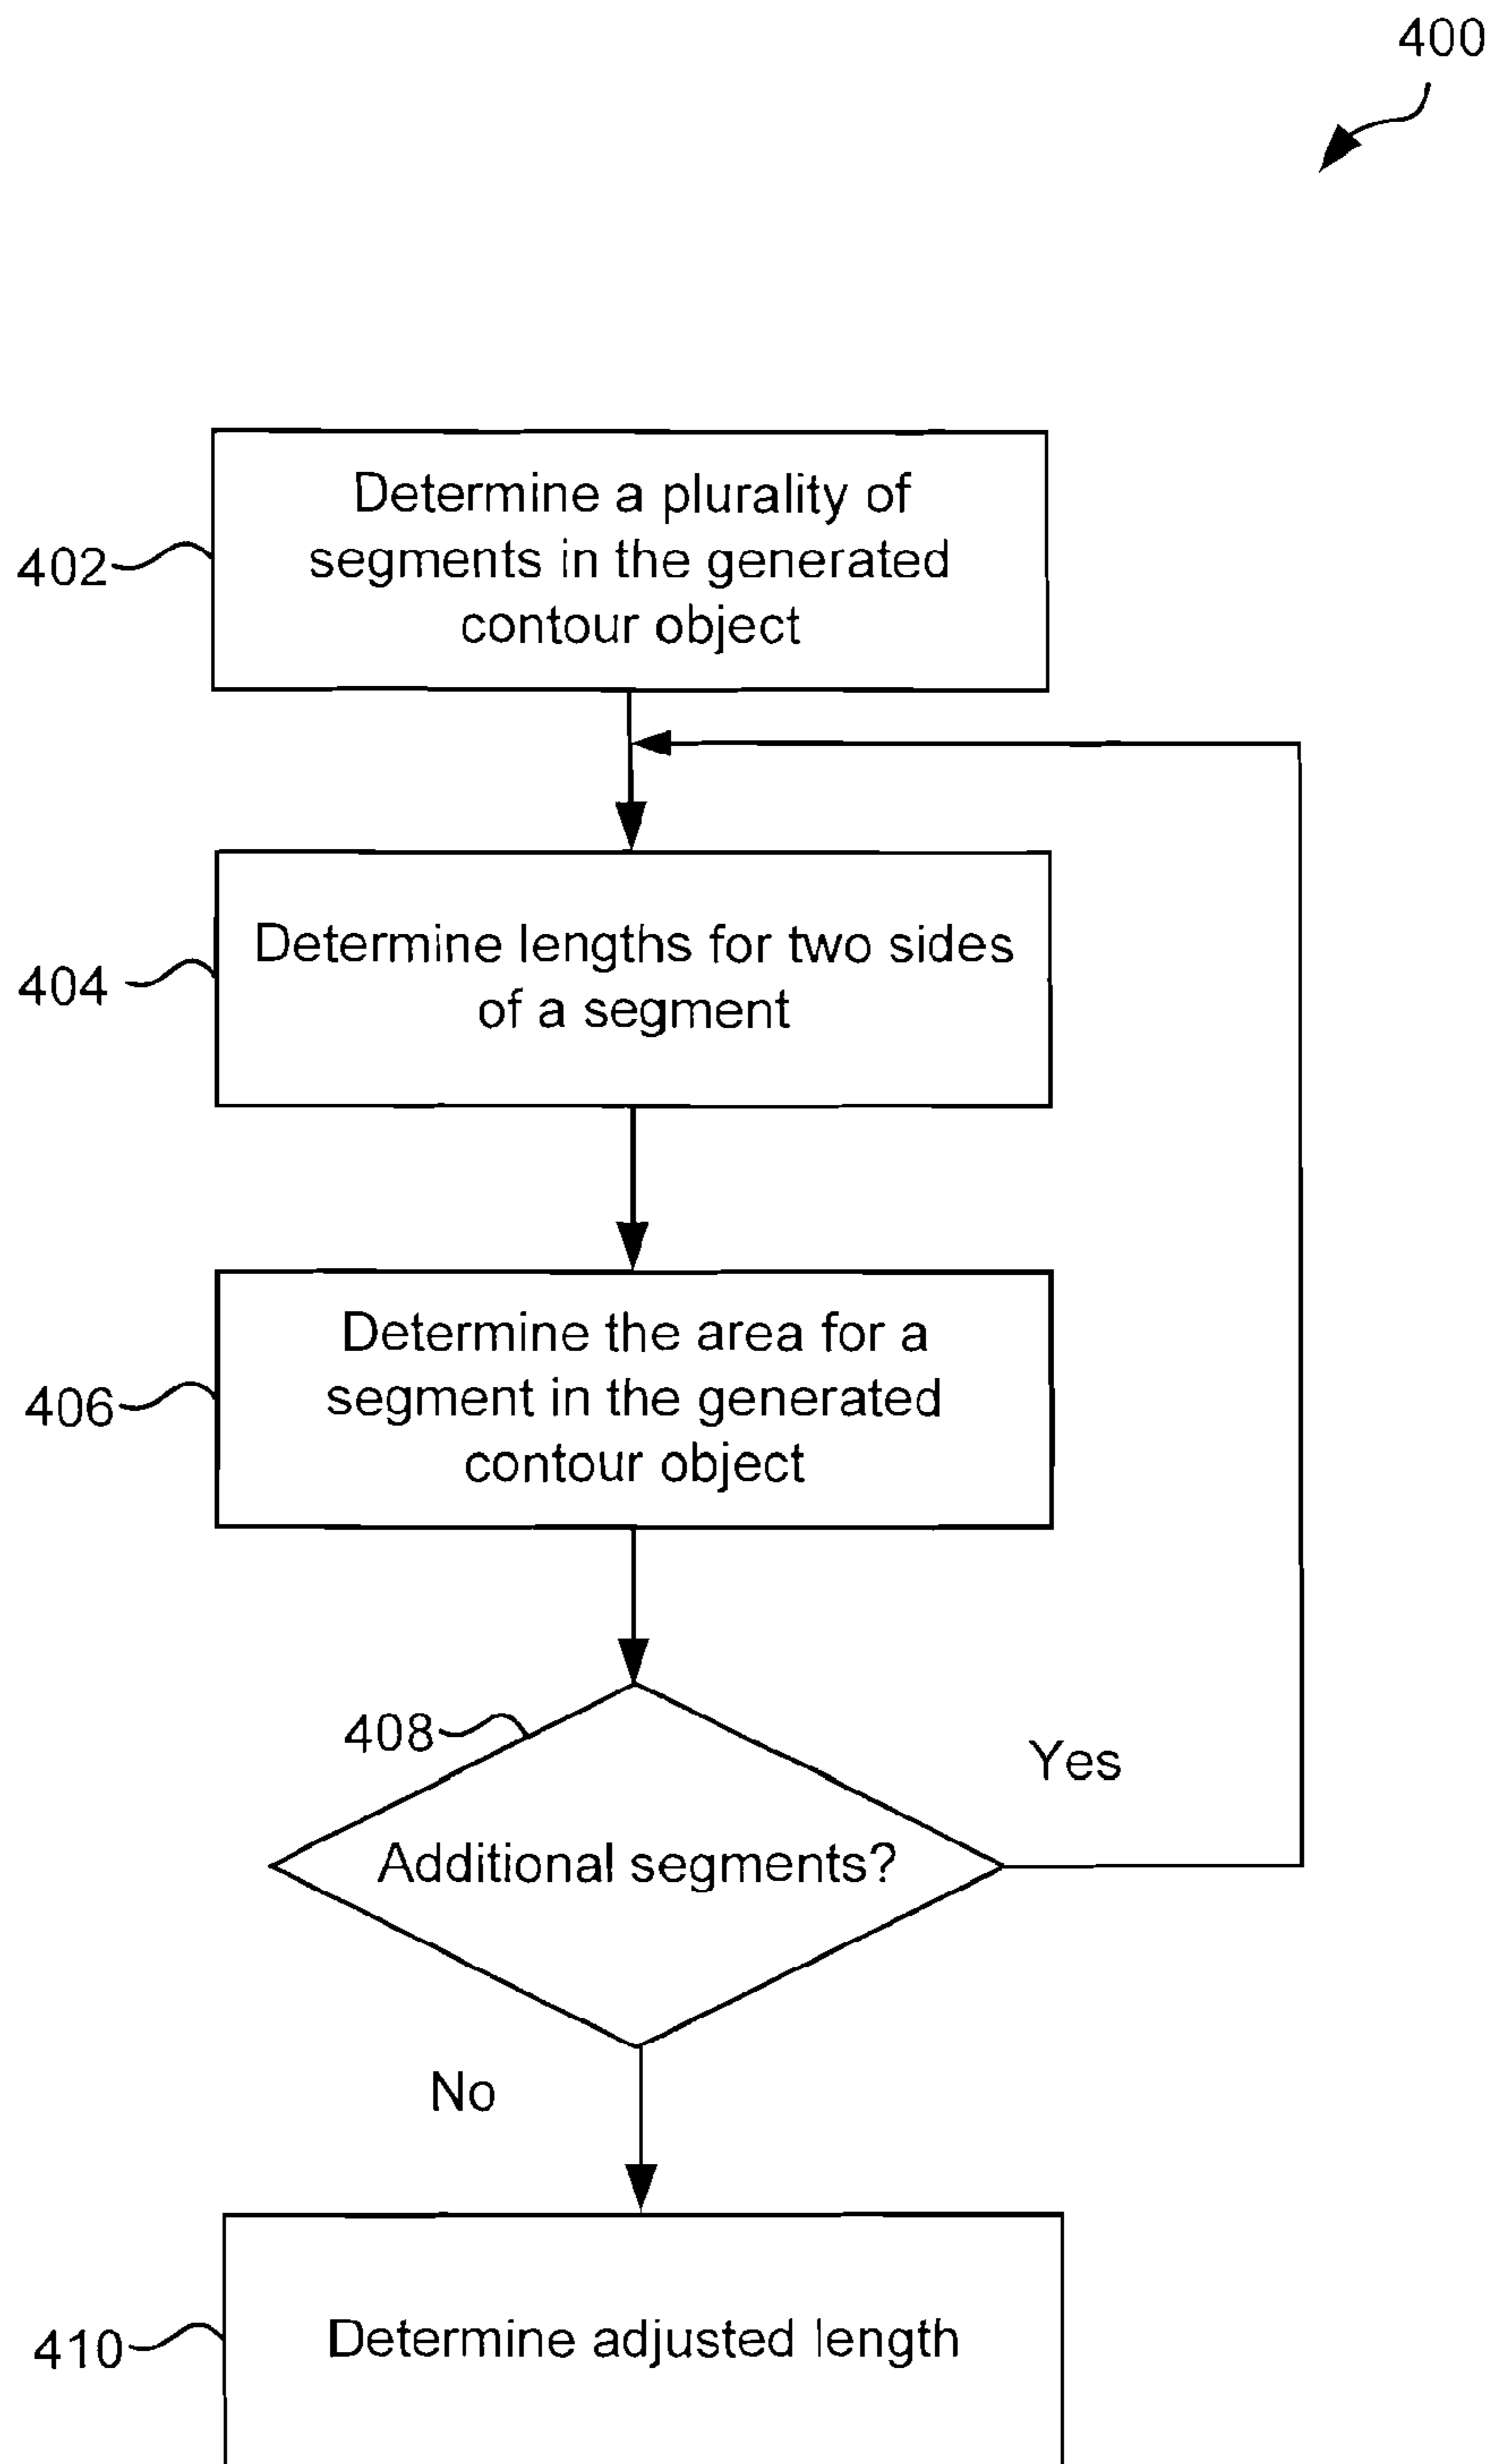 400
Determine a plurality of
segments in the generated
contour object
402
Determine lengths for two sides
of a segment
404
Determine the area for a
segment in the generated
contour object
406
408
Yes
Additional segments?
No
Determine adjusted length
410